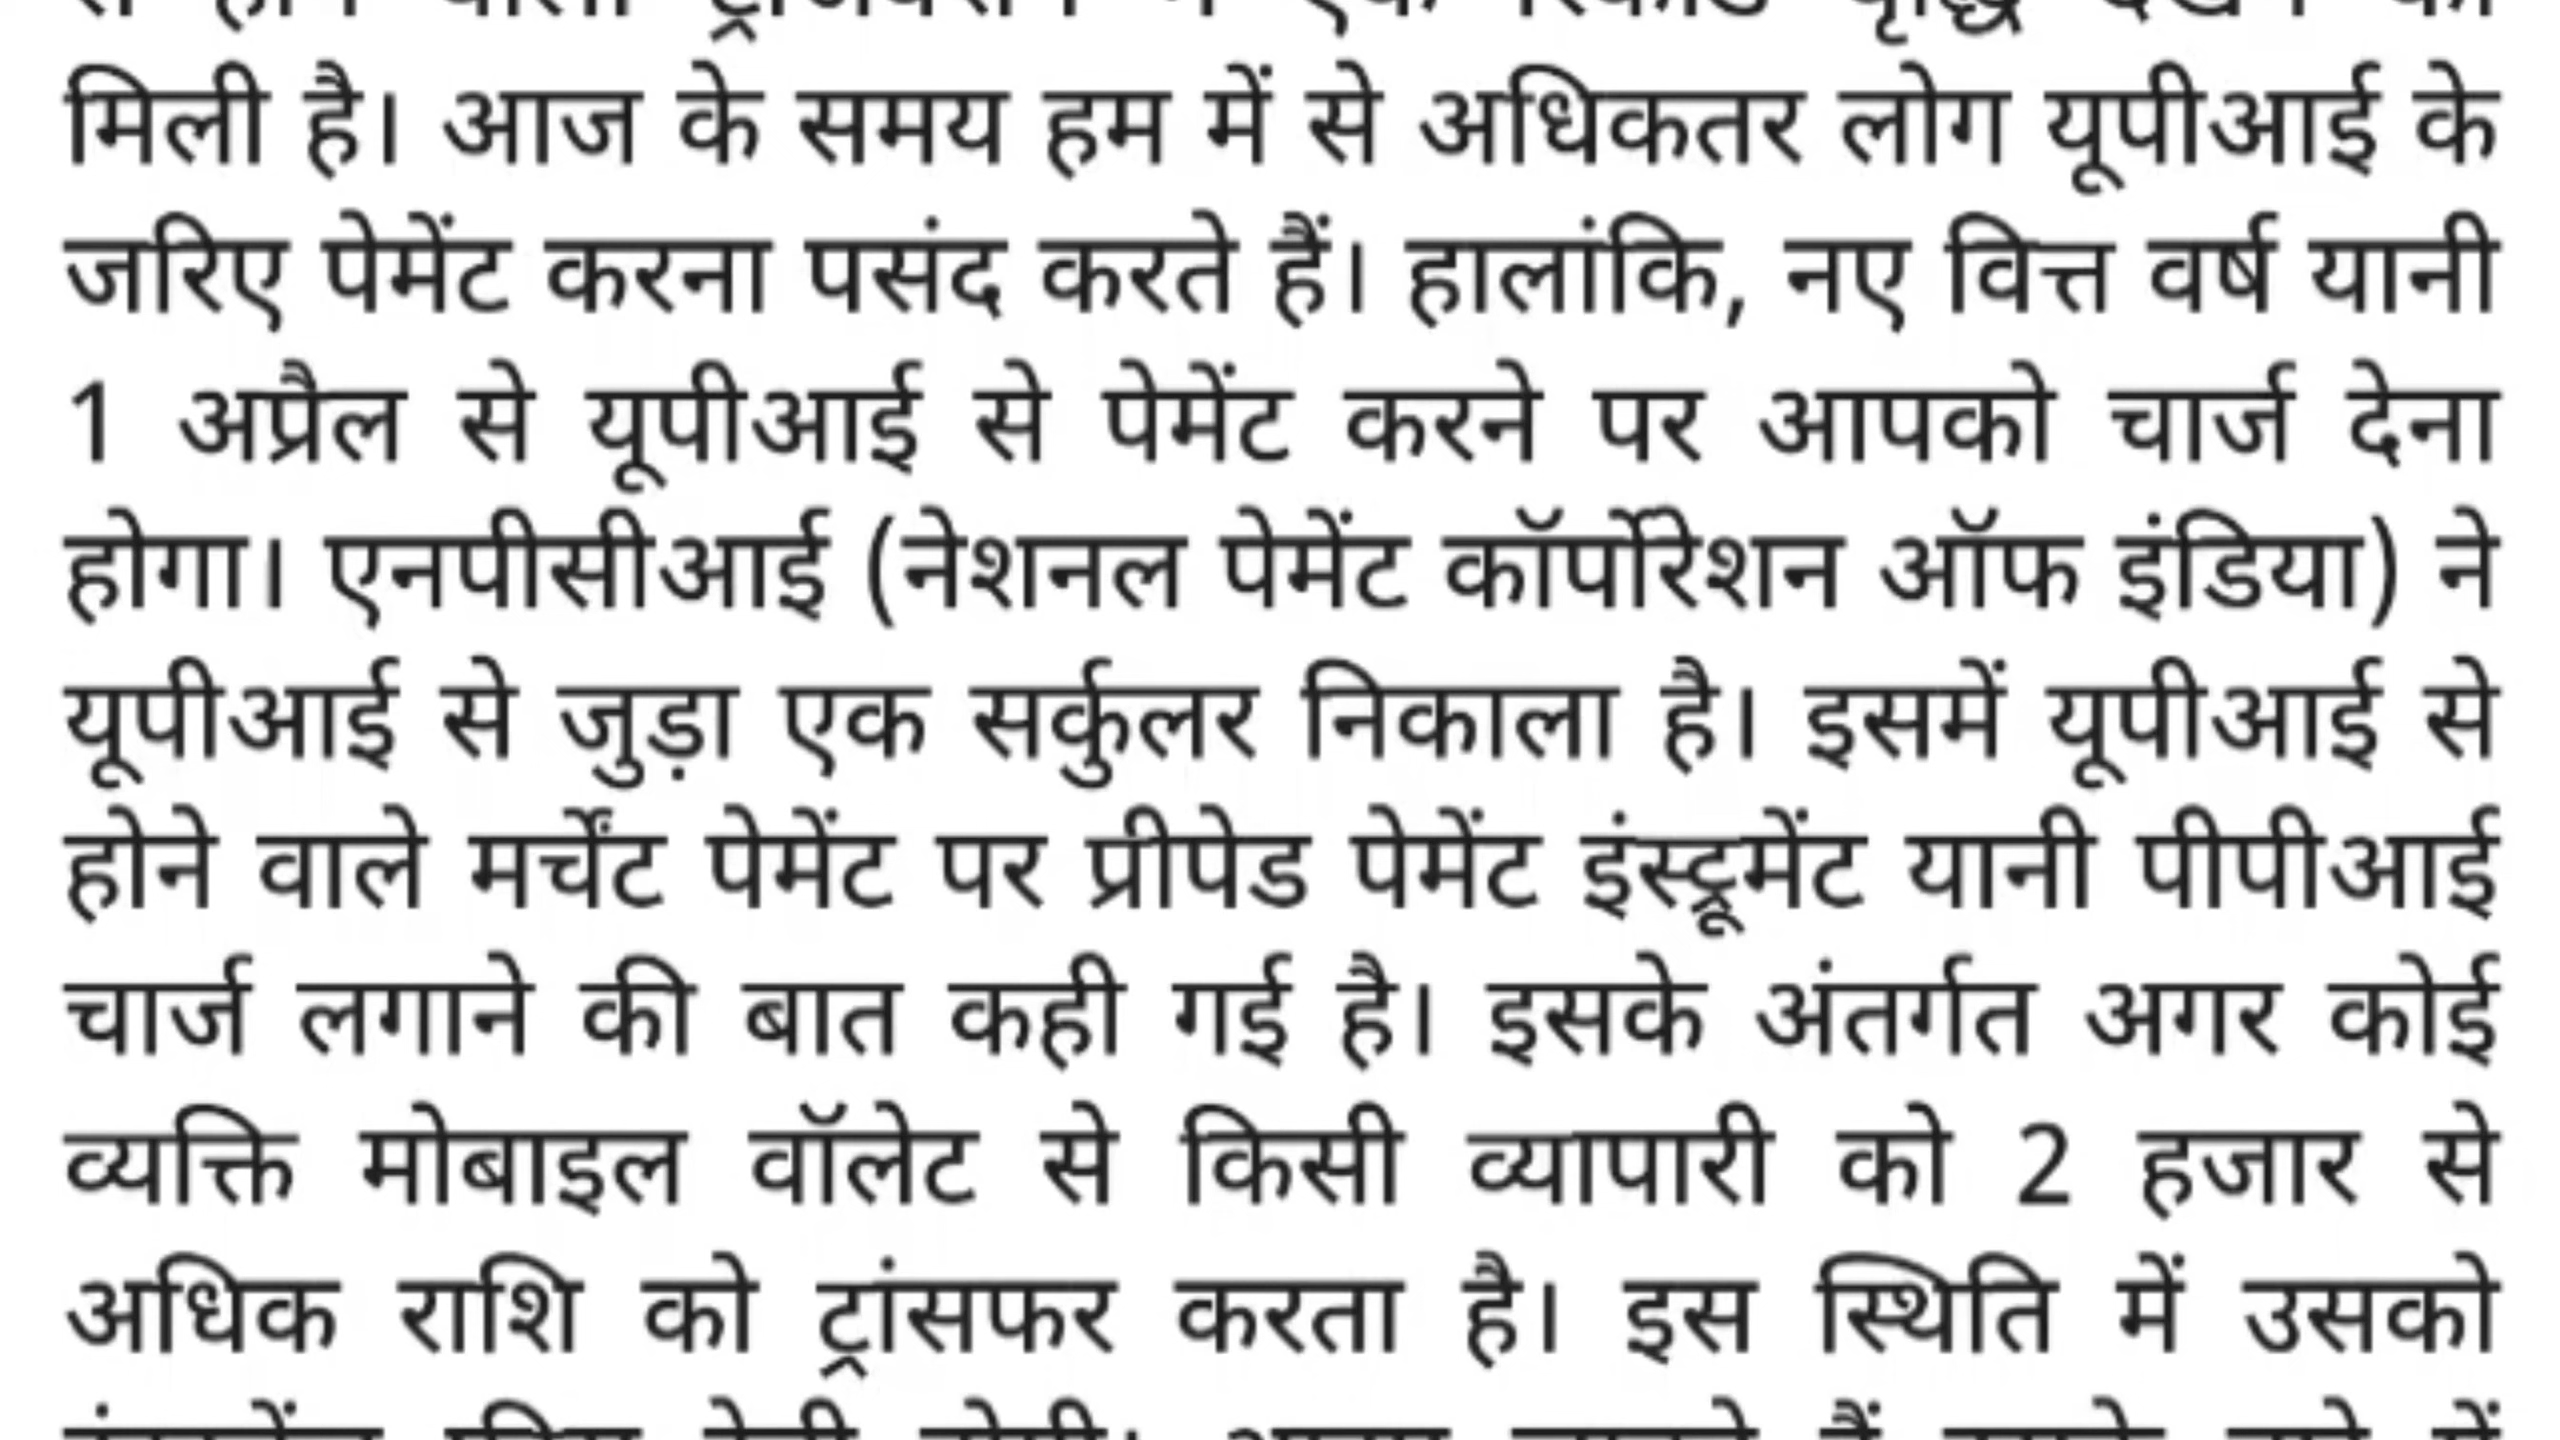 मिली है। आज के समय हम में से अधिकतर लोग यूपीआई के
जरिए पेमेंट करना पसंद करते हैं। हालांकि, नए वित्त वर्ष यानी
1 अप्रैल से यूपीआई से पेमेंट करने पर आपको चार्ज देना
होगा। एनपीसीआई (नेशनल पेमेंट कॉर्पोरेशन ऑफ इंडिया) ने
यूपीआई से जुड़ा एक सर्कुलर निकाला है। इसमें यूपीआई से
होने वाले मर्चेंट पेमेंट पर प्रीपेड पेमेंट इंस्ट्रूमेंट यानी पीपीआई
चार्ज लगाने की बात कही गई है। इसके अंतर्गत अगर कोई
व्यक्ति मोबाइल वॉलेट से किसी व्यापारी को 2 हजार से
अधिक राशि को ट्रांसफर करता है। इस स्थिति में उसको